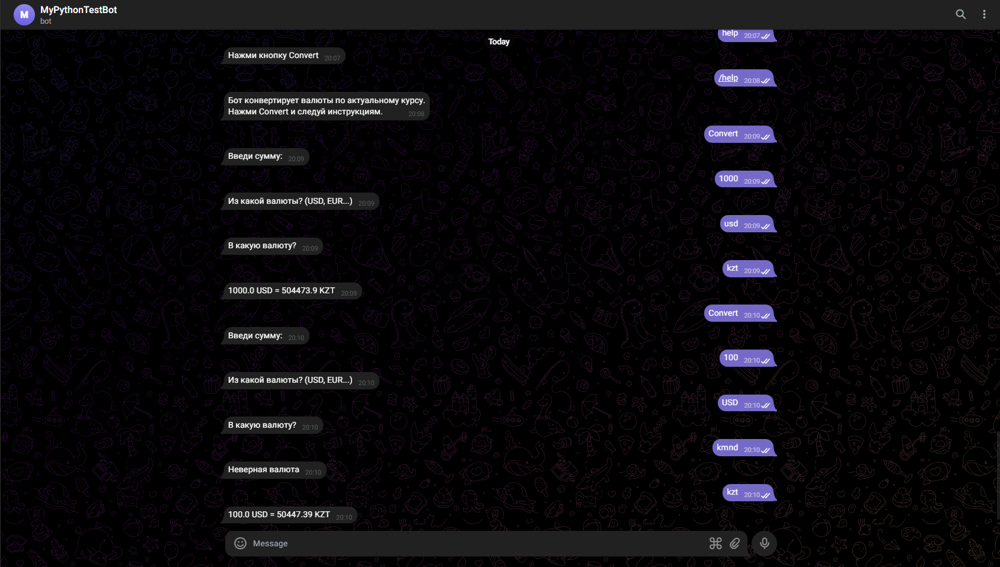 M
MyPythonTestBot
bot
help 20:07
Today
Нажми кнопку Convert 20:07
/help 20:08
Бот конвертирует валюты по актуальному курсу.
Нажми Convert и следуй инструкциям. 20:08
Convert 20:09
Введи сумму: 20:09
1000 20:09
Из какой валюты? (USD, EUR...) 20:09
usd 20:09
В какую валюту? 20:09
kzt 20:09
1000.0 USD = 504473.9 KZT 20:09
Convert 20:10
Введи сумму: 20:10
100 20:10
Из какой валюты? (USD, EUR...) 20:10
USD 20:10
В какую валюту? 20:10
kmnd 20:10
Неверная валюта 20:10
kzt 20:10
100.0 USD = 50447.39 KZT 20:10
Message